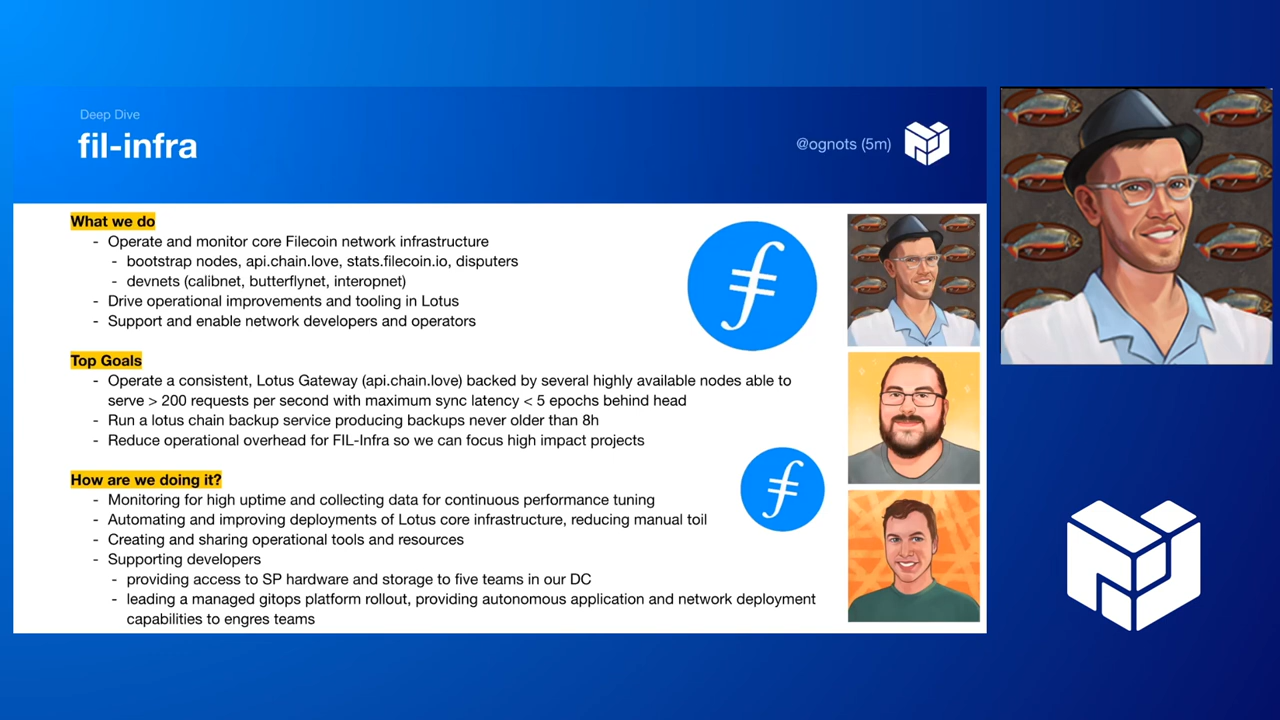 Deep Dive
fil-infra
@ognots (5m)
What we do
- Operate and monitor core Filecoin network infrastructure
- bootstrap nodes, api.chain.love, stats.filecoin.io, disputers
- devnets (calibnet, butterflynet, interopnet)
- Drive operational improvements and tooling in Lotus
- Support and enable network developers and operators
Top Goals
- Operate a consistent, Lotus Gateway (api.chain.love) backed by several highly available nodes able to
serve > 200 requests per second with maximum sync latency < 5 epochs behind head
- Run a lotus chain backup service producing backups never older than 8h
- Reduce operational overhead for FIL-Infra so we can focus high impact projects
How are we doing it?
- Monitoring for high uptime and collecting data for continuous performance tuning
- Automating and improving deployments of Lotus core infrastructure, reducing manual toil
- Creating and sharing operational tools and resources
- Supporting developers
- providing access to SP hardware and storage to five teams in our DC
- leading a managed gitops platform rollout, providing autonomous application and network deployment
capabilities to engres teams